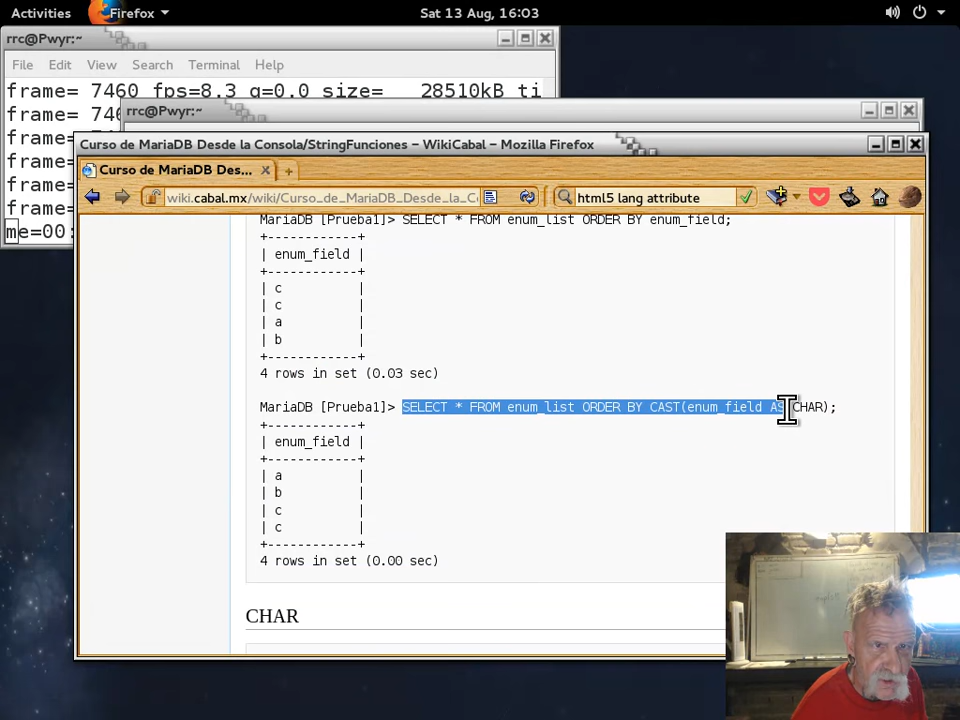 Activities Firefox Sat 13 Aug, 16:03
rrc@Pwyr:~
File Edit View Search Terminal Help
frame= 7460 fps=8.3 q=0.0 size= 28510kB ti
frame= 746
rrc@Pwyr:~
frame=
frame=
frame=
me=00:
Curso de MariaDB Desde la Consola/StringFunciones – WikiCabal – Mozilla Firefox
Curso de MariaDB Des...
wiki.cabal.mx/wiki/Curso_de_MariaDB_Desde_la_C
html5 lang attribute
MariaDB [Prueba1]> SELECT * FROM enum_list ORDER BY enum_field;
+------------+
| enum_field |
+------------+
| c          |
| c          |
| a          |
| b          |
+------------+
4 rows in set (0.03 sec)
MariaDB [Prueba1]> SELECT * FROM enum_list ORDER BY CAST(enum_field AS CHAR);
+------------+
| enum_field |
+------------+
| a          |
| b          |
| c          |
| c          |
+------------+
4 rows in set (0.00 sec)
CHAR